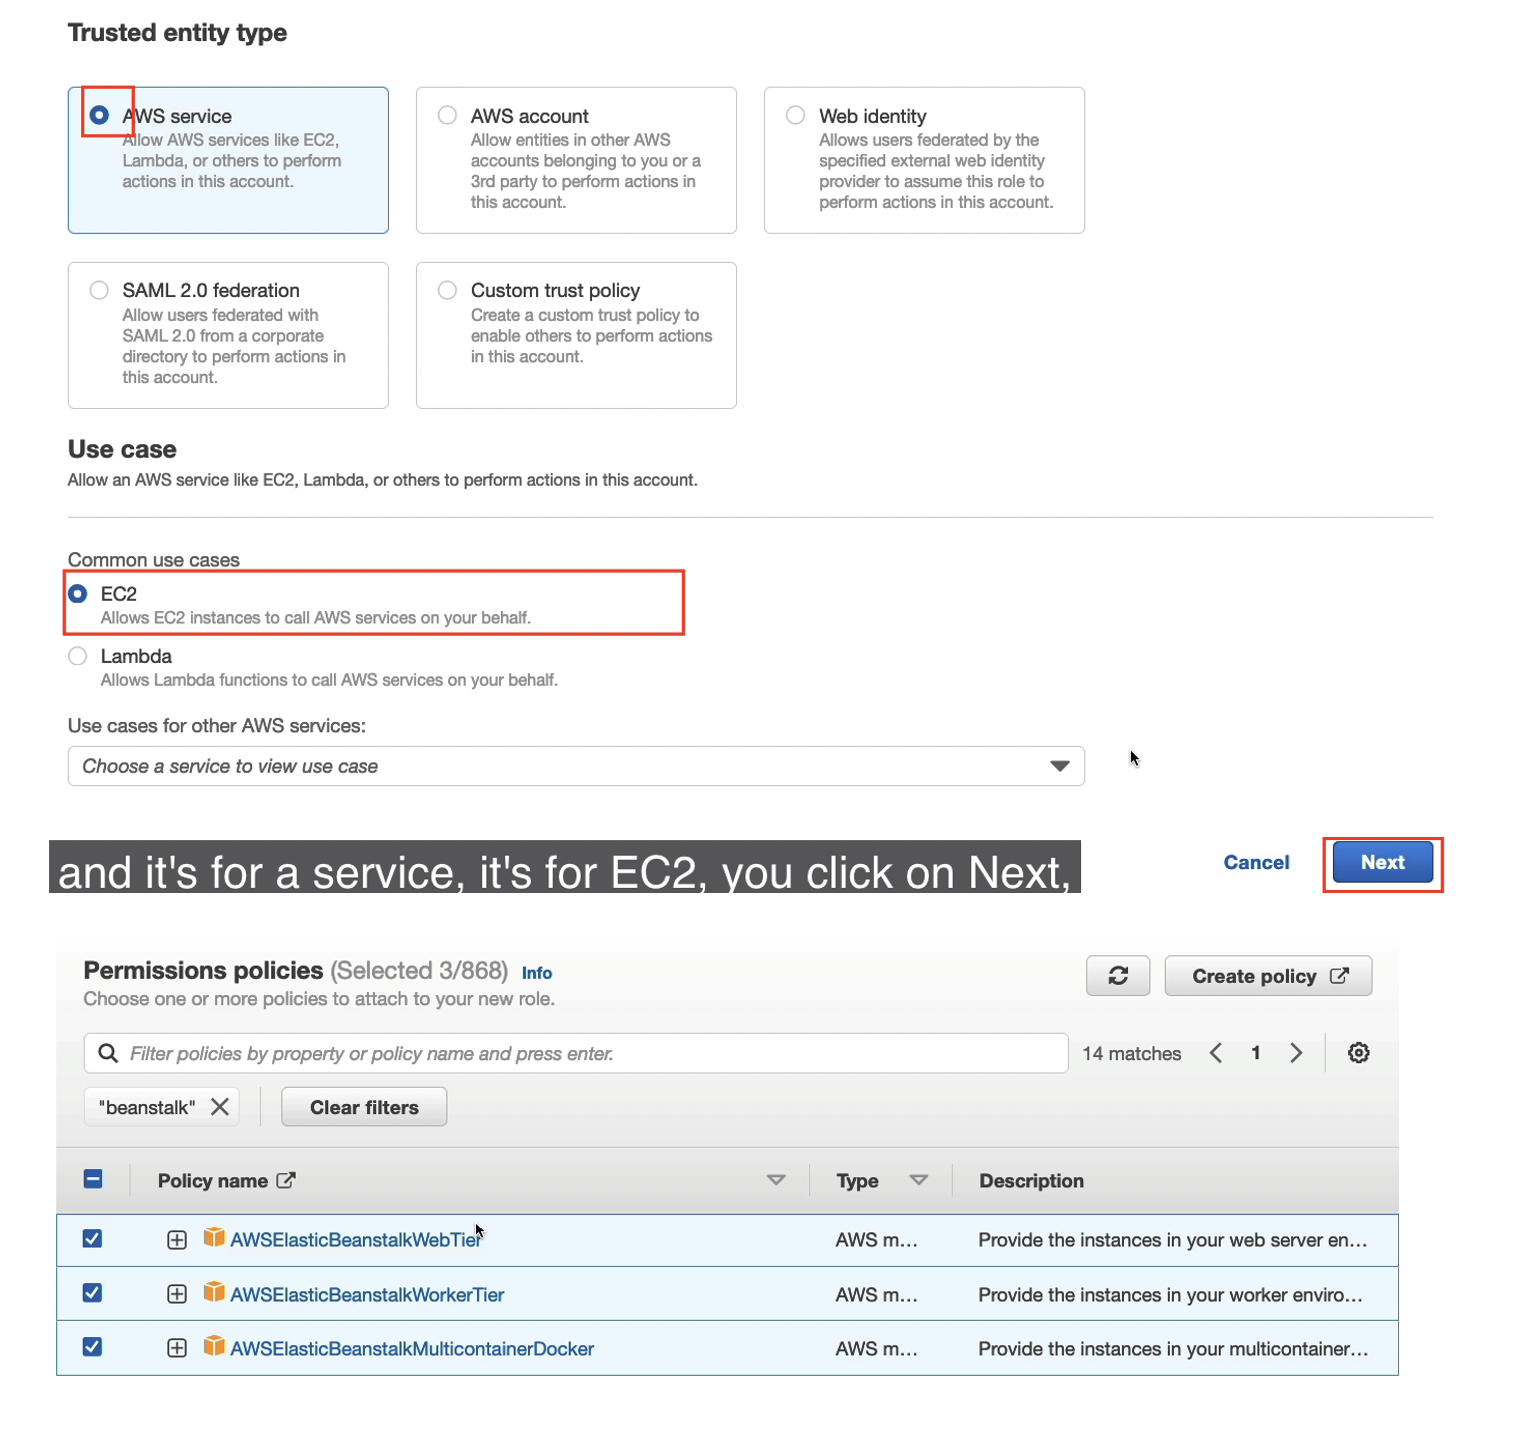 Trusted entity type
AWS service
Allow AWS services like EC2,
Lambda, or others to perform
actions in this account.
AWS account
Allow entities in other AWS
accounts belonging to you or a
3rd party to perform actions in
this account.
Web identity
Allows users federated by the
specified external web identity
provider to assume this role to
perform actions in this account.
SAML 2.0 federation
Allow users federated with
SAML 2.0 from a corporate
directory to perform actions in
this account.
Custom trust policy
Create a custom trust policy to
enable others to perform actions
in this account.
Use case
Allow an AWS service like EC2, Lambda, or others to perform actions in this account.
Common use cases
EC2
Allows EC2 instances to call AWS services on your behalf.
Lambda
Allows Lambda functions to call AWS services on your behalf.
Use cases for other AWS services:
Choose a service to view use case
and it's for a service, it's for EC2, you click on Next,
Cancel
Next
Permissions policies (Selected 3/868) Info
Choose one or more policies to attach to your new role.
Create policy
Filter policies by property or policy name and press enter.
14 matches
1
"beanstalk"
Clear filters
Policy name
Type
Description
AWSElasticBeanstalkWebTier
AWS m...
Provide the instances in your web server en...
AWSElasticBeanstalkWorkerTier
AWS m...
Provide the instances in your worker enviro...
AWSElasticBeanstalkMulticontainerDocker
AWS m...
Provide the instances in your multicontainer...